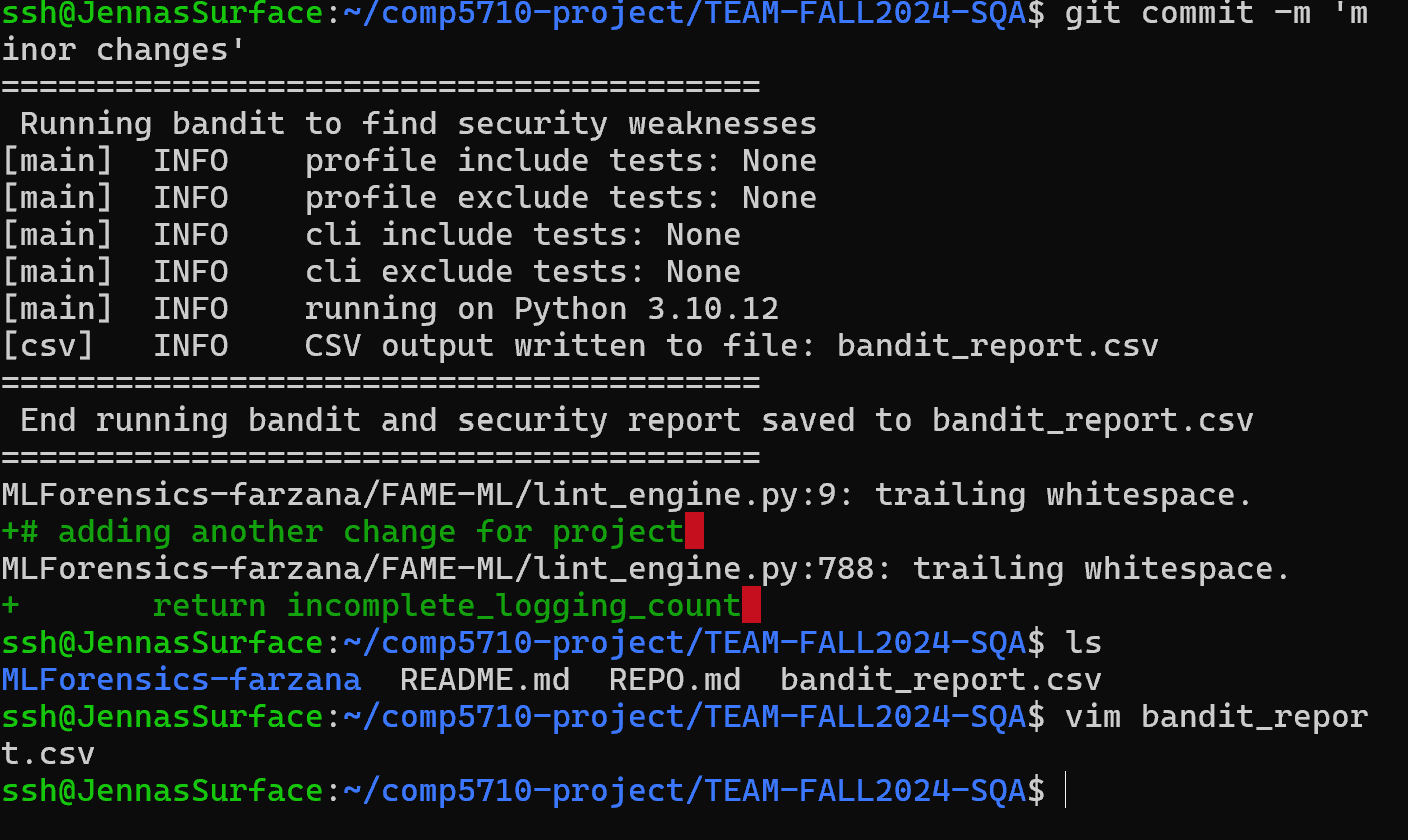 ssh@JennasSurface:~/comp5710-project/TEAM-FALL2024-SQA$ git commit -m 'm
inor changes'
========================================
 Running bandit to find security weaknesses
[main]  INFO    profile include tests: None
[main]  INFO    profile exclude tests: None
[main]  INFO    cli include tests: None
[main]  INFO    cli exclude tests: None
[main]  INFO    running on Python 3.10.12
[csv]   INFO    CSV output written to file: bandit_report.csv
========================================
 End running bandit and security report saved to bandit_report.csv
========================================
MLForensics-farzana/FAME-ML/lint_engine.py:9: trailing whitespace.
+# adding another change for project
MLForensics-farzana/FAME-ML/lint_engine.py:788: trailing whitespace.
+       return incomplete_logging_count
ssh@JennasSurface:~/comp5710-project/TEAM-FALL2024-SQA$ ls
MLForensics-farzana  README.md  REPO.md  bandit_report.csv
ssh@JennasSurface:~/comp5710-project/TEAM-FALL2024-SQA$ vim bandit_repor
t.csv
ssh@JennasSurface:~/comp5710-project/TEAM-FALL2024-SQA$